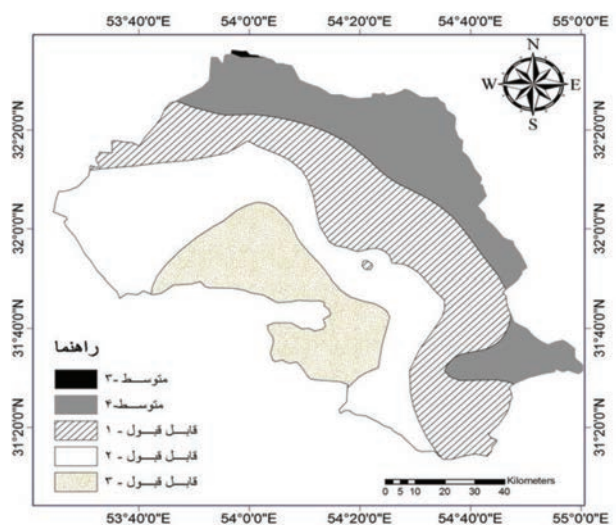 53°40'0"E 54°0'0"E 54°20'0"E 54°40'0"E 55°0'0"E
N
W E
S
32°20'0"N 32°20'0"N
32°0'0"N 32°0'0"N
31°40'0"N 31°40'0"N
31°20'0"N 31°20'0"N
راهنما
متوسط -۳
متوسط-۴
قابل قبول - ۱
قابل قبول - ۲
قابل قبول - ۳
Kilometers
0 5 10 20 30 40
53°40'0"E 54°0'0"E 54°20'0"E 54°40'0"E 55°0'0"E